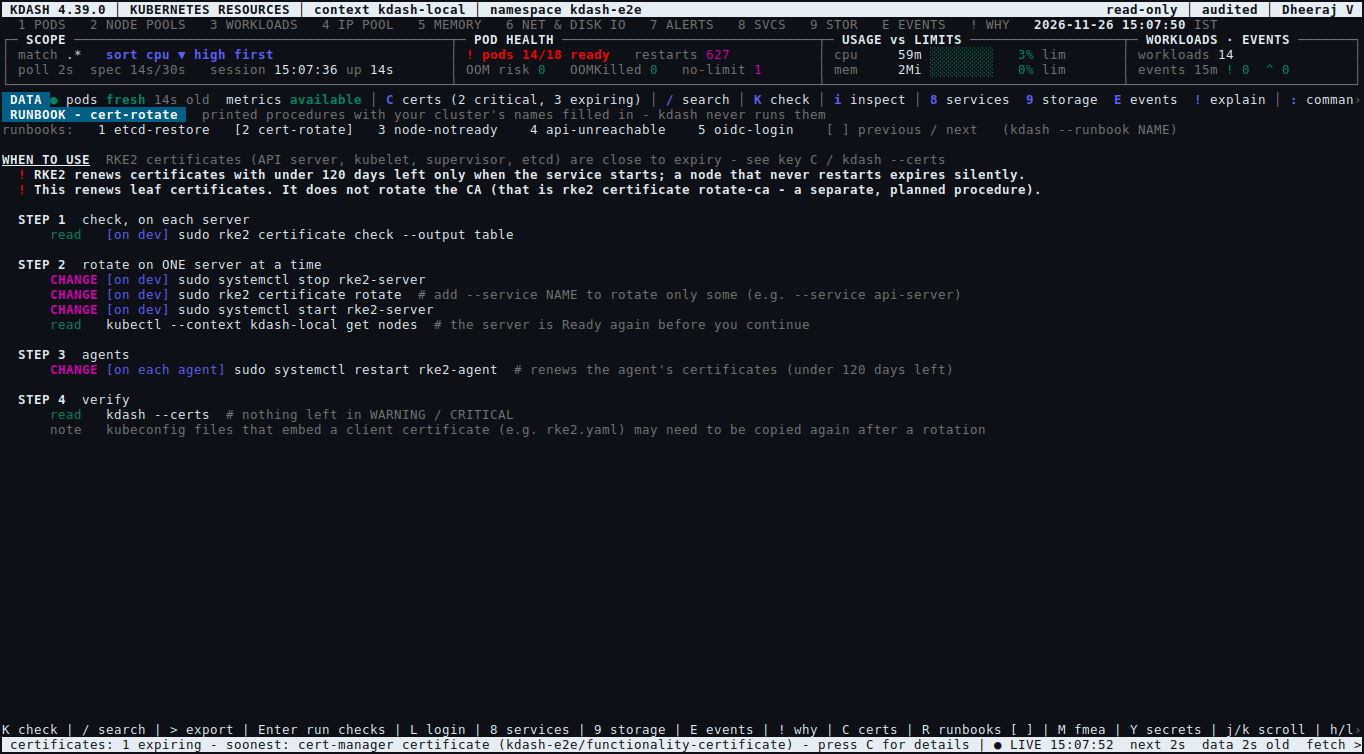 KDASH 4.39.0 │ KUBERNETES RESOURCES │ context kdash-local │ namespace kdash-e2e read-only │ audited │ Dheeraj V
1 PODS 2 NODE POOLS 3 WORKLOADS 4 IP POOL 5 MEMORY 6 NET & DISK IO 7 ALERTS 8 SVCS 9 STOR E EVENTS ! WHY 2026-11-26 15:07:50 IST
SCOPE POD HEALTH USAGE vs LIMITS WORKLOADS · EVENTS
match .* sort cpu ▼ high first ! pods 14/18 ready restarts 627 cpu 59m 3% lim workloads 14
poll 2s spec 14s/30s session 15:07:36 up 14s OOM risk 0 OOMKilled 0 no-limit 1 mem 2Mi 0% lim events 15m ! 0 ^ 0
DATA ● pods fresh 14s old metrics available │ C certs (2 critical, 3 expiring) │ / search │ K check │ i inspect │ 8 services 9 storage E events ! explain │ : comman›
RUNBOOK - cert-rotate printed procedures with your cluster's names filled in - kdash never runs them
runbooks: 1 etcd-restore [2 cert-rotate] 3 node-notready 4 api-unreachable 5 oidc-login [ ] previous / next (kdash --runbook NAME)
WHEN TO USE RKE2 certificates (API server, kubelet, supervisor, etcd) are close to expiry - see key C / kdash --certs
! RKE2 renews certificates with under 120 days left only when the service starts; a node that never restarts expires silently.
! This renews leaf certificates. It does not rotate the CA (that is rke2 certificate rotate-ca - a separate, planned procedure).
STEP 1 check, on each server
read [on dev] sudo rke2 certificate check --output table
STEP 2 rotate on ONE server at a time
CHANGE [on dev] sudo systemctl stop rke2-server
CHANGE [on dev] sudo rke2 certificate rotate # add --service NAME to rotate only some (e.g. --service api-server)
CHANGE [on dev] sudo systemctl start rke2-server
read kubectl --context kdash-local get nodes # the server is Ready again before you continue
STEP 3 agents
CHANGE [on each agent] sudo systemctl restart rke2-agent # renews the agent's certificates (under 120 days left)
STEP 4 verify
read kdash --certs # nothing left in WARNING / CRITICAL
note kubeconfig files that embed a client certificate (e.g. rke2.yaml) may need to be copied again after a rotation
K check | / search | > export | Enter run checks | L login | 8 services | 9 storage | E events | ! why | C certs | R runbooks [ ] | M fmea | Y secrets | j/k scroll | h/l›
certificates: 1 expiring - soonest: cert-manager certificate (kdash-e2e/functionality-certificate) - press C for details │ ● LIVE 15:07:52 next 2s data 2s old fetch ›